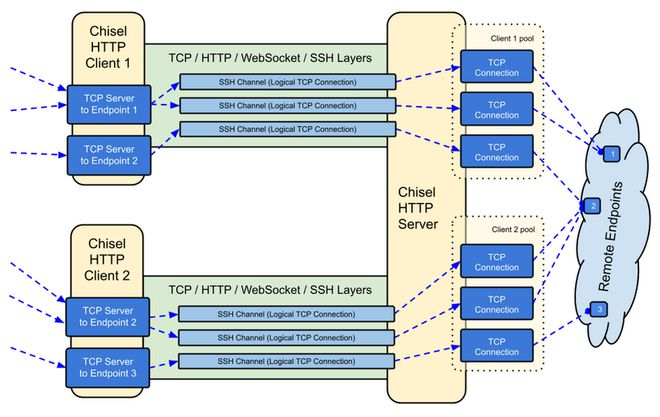 Chisel
HTTP
Client 1
TCP / HTTP / WebSocket / SSH Layers
SSH Channel (Logical TCP Connection)
SSH Channel (Logical TCP Connection)
SSH Channel (Logical TCP Connection)
TCP Server
to Endpoint 1
TCP Server
to Endpoint 2
Client 1 pool
TCP
Connection
TCP
Connection
TCP
Connection
Chisel
HTTP
Server
1
2
3
Remote Endpoints
Chisel
HTTP
Client 2
TCP / HTTP / WebSocket / SSH Layers
SSH Channel (Logical TCP Connection)
SSH Channel (Logical TCP Connection)
SSH Channel (Logical TCP Connection)
TCP Server
to Endpoint 2
TCP Server
to Endpoint 3
Client 2 pool
TCP
Connection
TCP
Connection
TCP
Connection